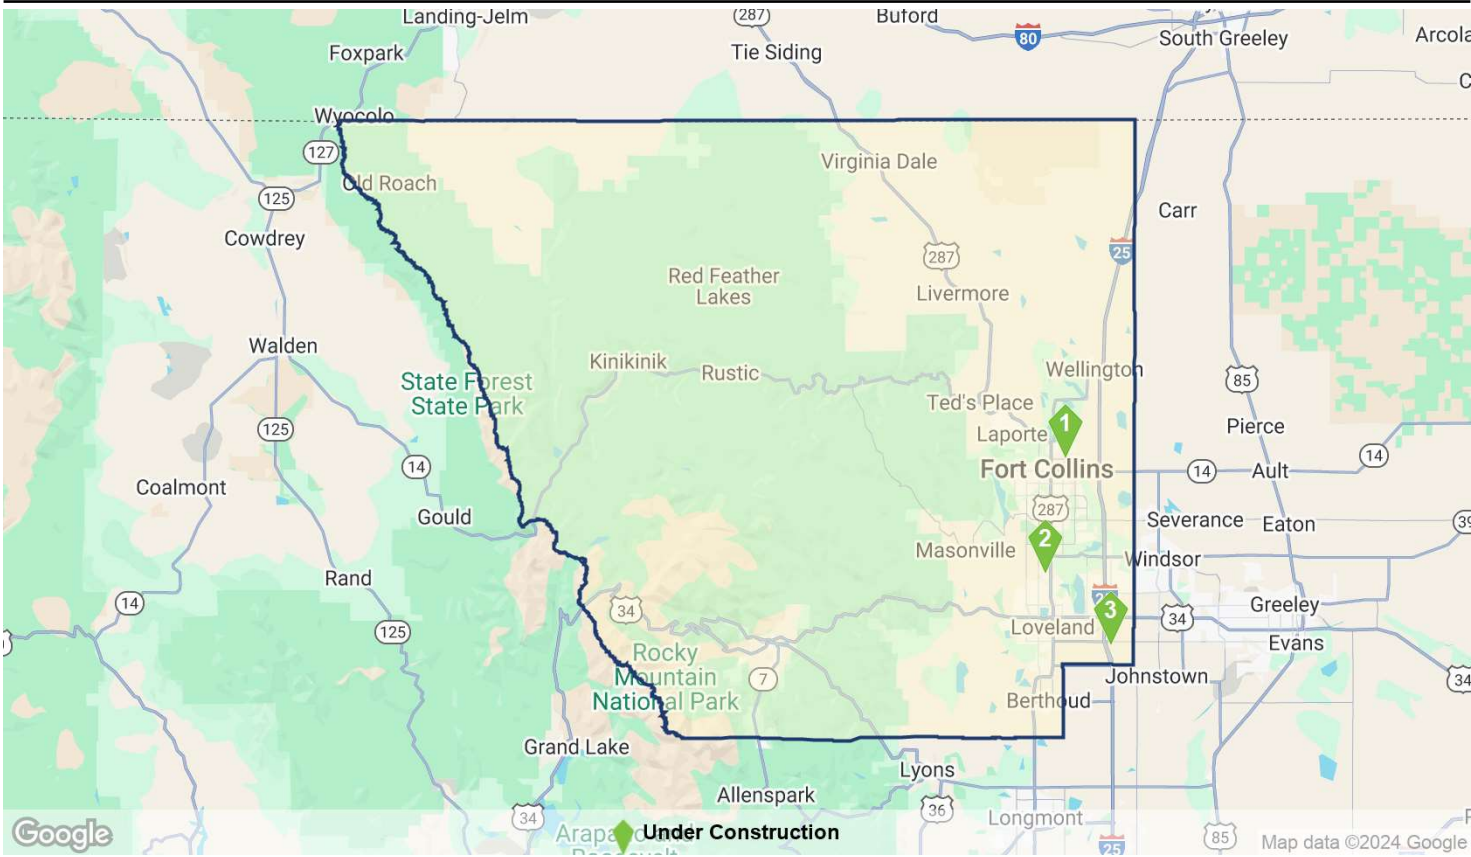 Landing-Jelm
287
Buford
80
South Greeley
Arcola
Foxpark
Tie Siding
Wyocolo
127
Old Roach
Virginia Dale
125
Carr
Cowdrey
287
25
Red Feather
Lakes
Livermore
Walden
Kinikinik
Rustic
Wellington
State Forest
State Park
85
Ted's Place
1
Laporte
Pierce
125
14
Fort Collins
14
Ault
14
Coalmont
Gould
287
Severance
Eaton
39
2
Masonville
Windsor
Rand
14
34
25
3
Greeley
34
Loveland
125
Evans
Rocky
Mountain
National Park
7
Johnstown
34
Berthoud
Grand Lake
Lyons
Allenspark
36
Longmont
34
Under Construction
85
Google
Map data ©2024 Google
25